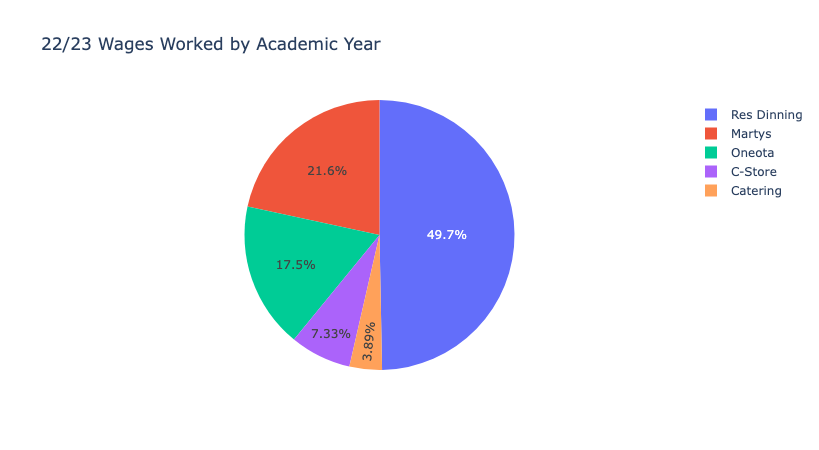 22/23 Wages Worked by Academic Year
Res Dinning
Martys
Oneota
C-Store
Catering
21.6%
49.7%
17.5%
7.33%
3.89%